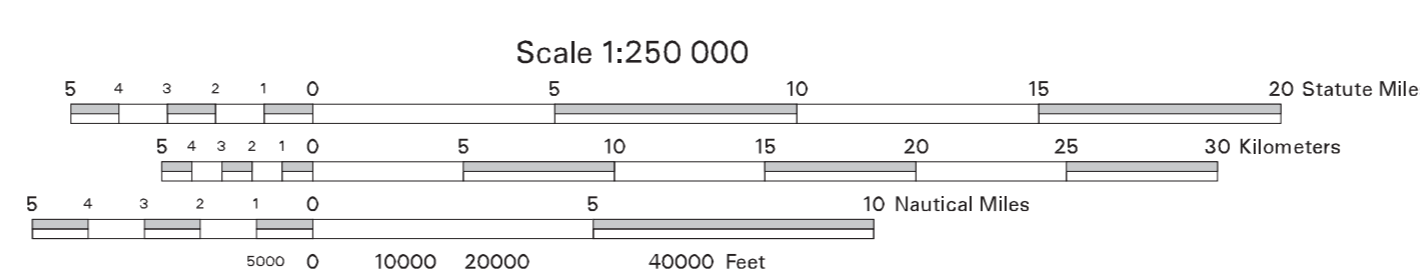 Scale 1:250 000
5 4 3 2 1 0 5 10 15 20 Statute Mile
5 4 3 2 1 0 5 10 15 20 25 30 Kilometers
5 4 3 2 1 0 5 10 Nautical Miles
5000 0 10000 20000 40000 Feet